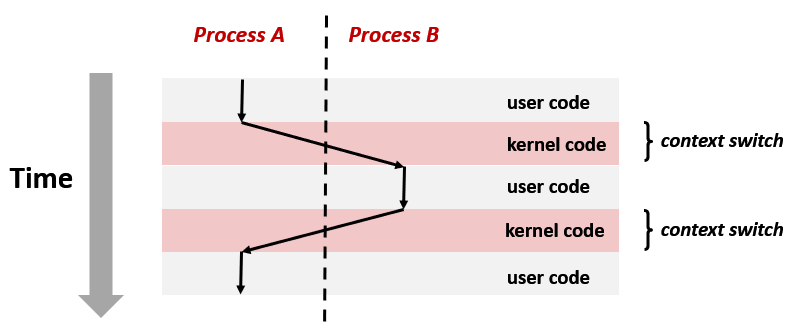 Process A
Process B
user code
kernel code
context switch
Time
user code
kernel code
context switch
user code